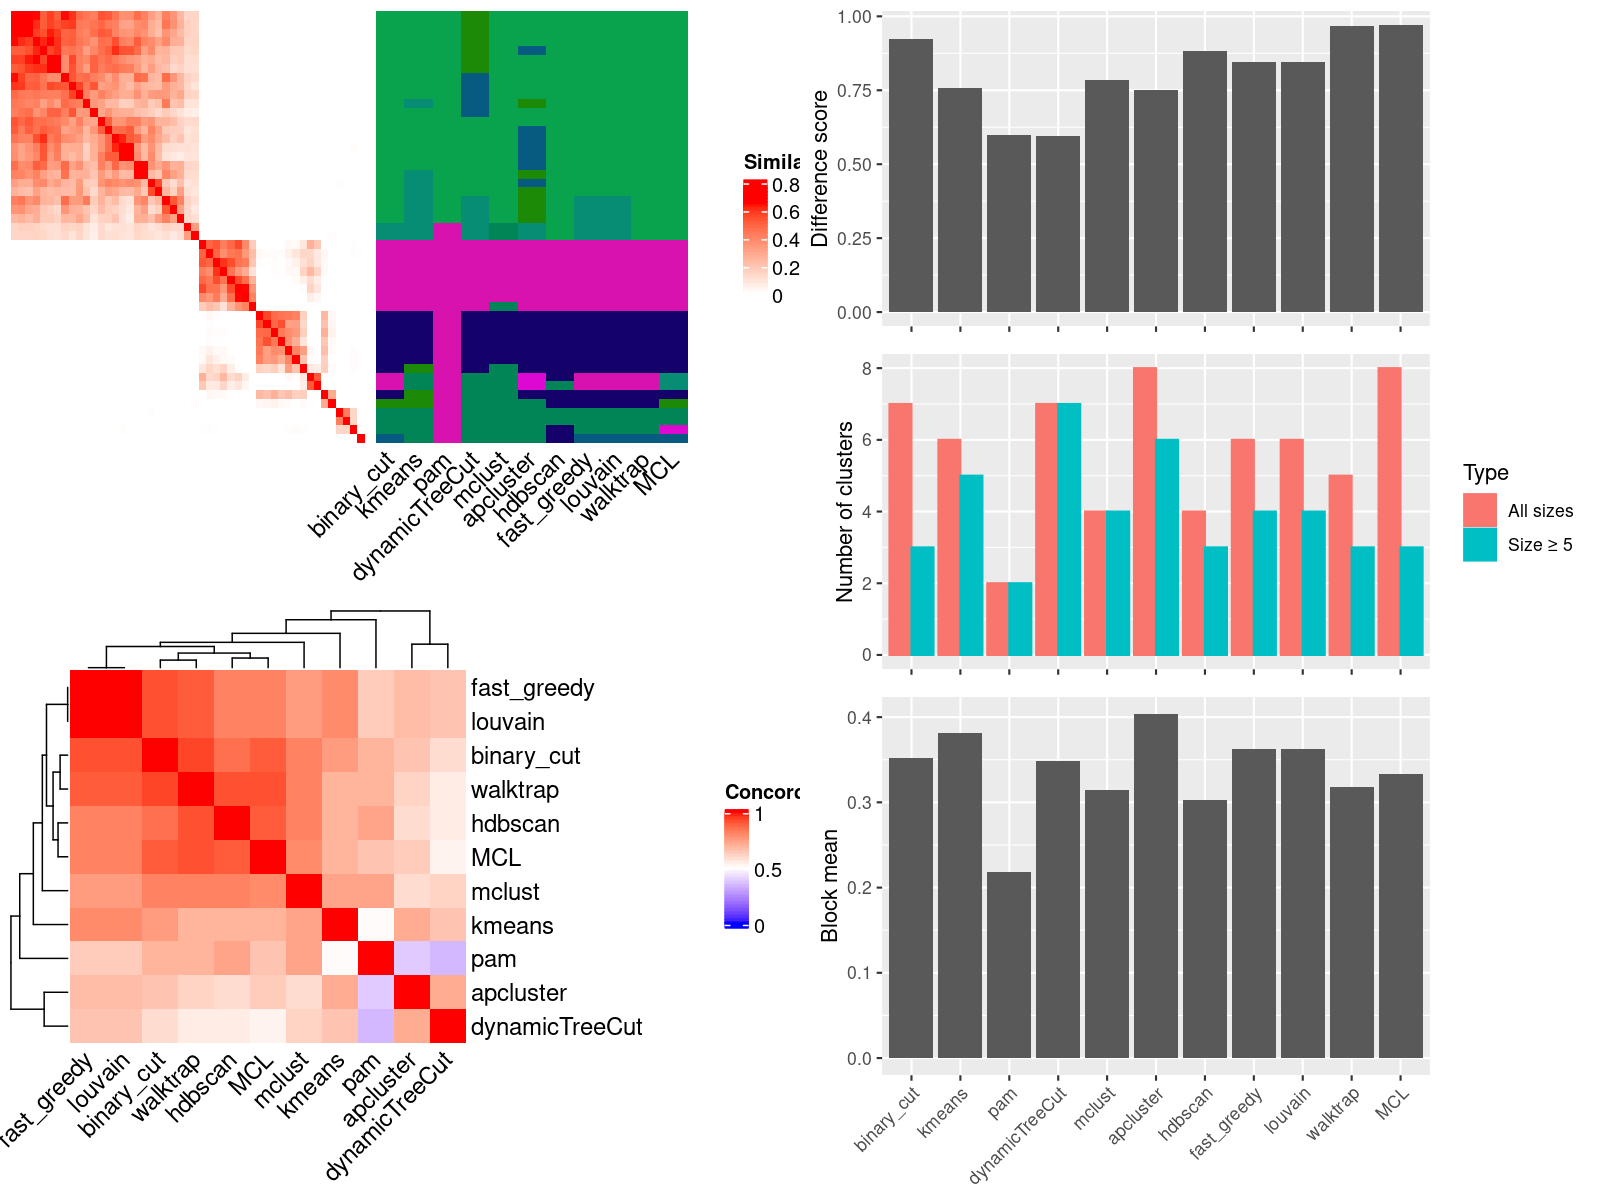 Simila
0.8
0.6
0.4
0.2
0
binary_cut
kmeans
pam
dynamicTreeCut
mclust
apcluster
hdbscan
fast_greedy
louvain
walktrap
MCL
fast_greedy
louvain
binary_cut
walktrap
hdbscan
MCL
mclust
kmeans
pam
apcluster
dynamicTreeCut
fast_greedy
louvain
binary_cut
walktrap
hdbscan
MCL
mclust
kmeans
pam
apcluster
dynamicTreeCut
Concord
1
0.5
0
Difference score
1.00
0.75
0.50
0.25
0.00
Number of clusters
8
6
4
2
0
Type
All sizes
Size ≥ 5
Block mean
0.4
0.3
0.2
0.1
0.0
binary_cut
kmeans
pam
dynamicTreeCut
mclust
apcluster
hdbscan
fast_greedy
louvain
walktrap
MCL